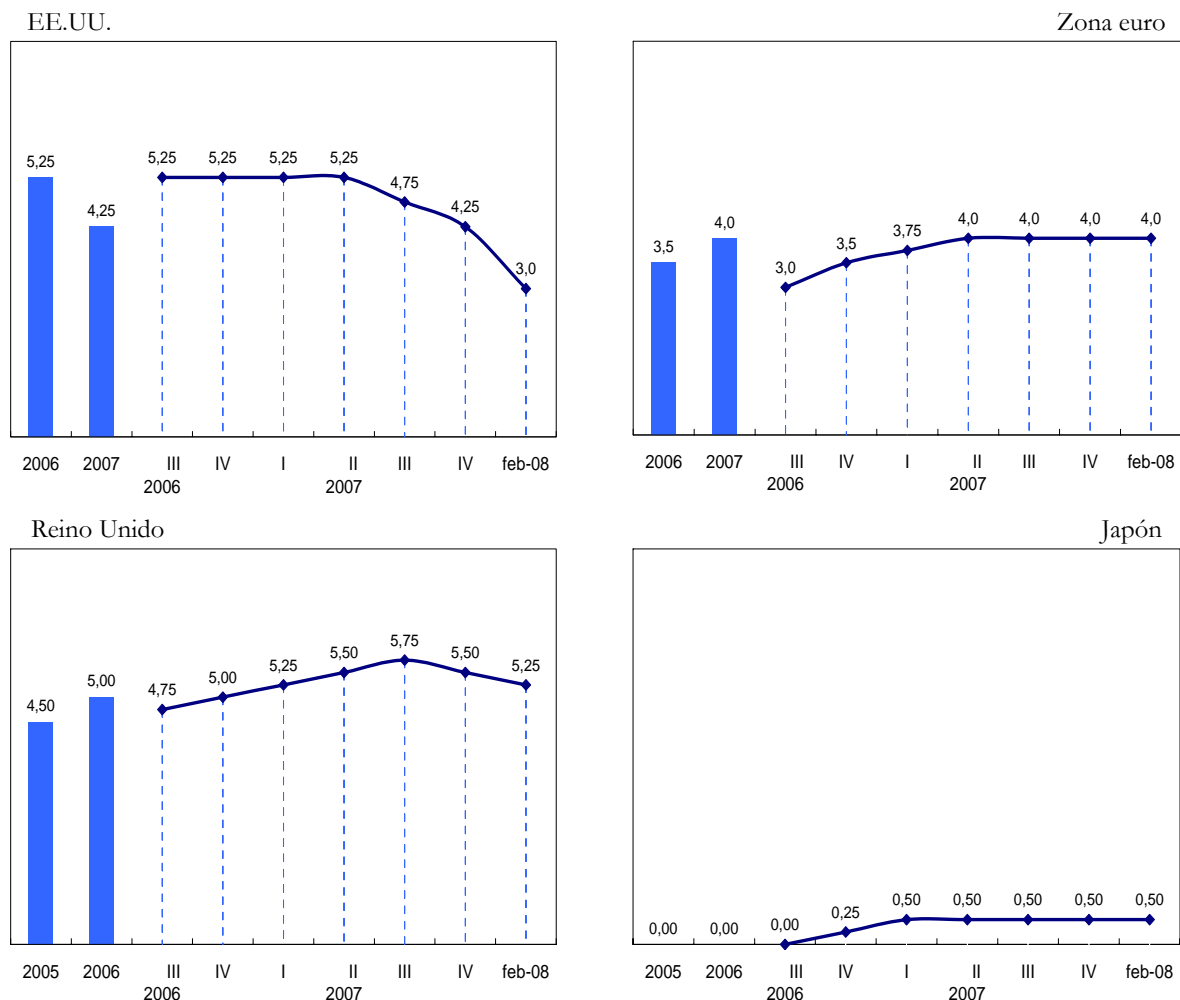 EE.UU.
5,25 4,25 5,25 5,25 5,25 5,25 4,75 4,25 3,0
2006 2007 III IV I II III IV feb-08
2006 2007
Zona euro
3,5 4,0 3,0 3,5 3,75 4,0 4,0 4,0 4,0
2006 2007 III IV I II III IV feb-08
2006 2007
Reino Unido
4,50 5,00 4,75 5,00 5,25 5,50 5,75 5,50 5,25
2005 2006 III IV I II III IV feb-08
2006 2007
Japón
0,00 0,00 0,00 0,25 0,50 0,50 0,50 0,50 0,50
2005 2006 III IV I II III IV feb-08
2006 2007